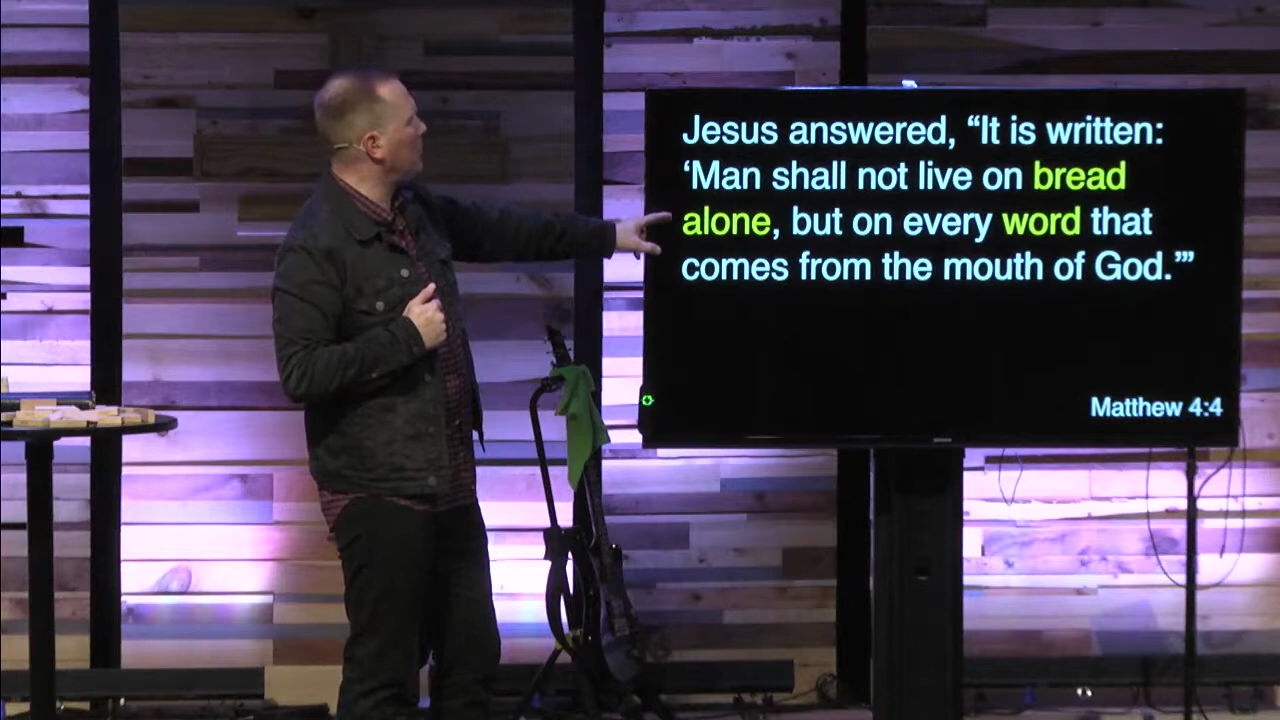 Jesus answered, “It is written:
‘Man shall not live on bread
alone, but on every word that
comes from the mouth of God.’”
Matthew 4:4